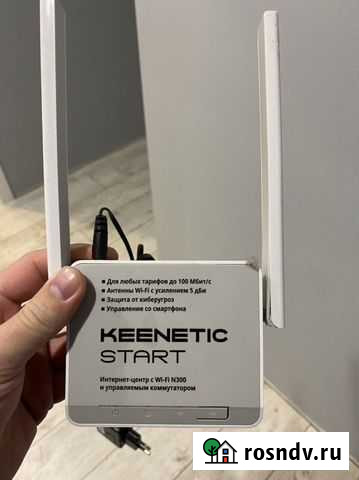 Для любых тарифов до 100 Мбит/с
Антенны Wi-Fi с усилением 5 дБи
Защита от киберугроз
Управление со смартфона
KEENETIC
START
Интернет-центр с Wi-Fi N300
и управляемым коммутатором
rosndv.ru